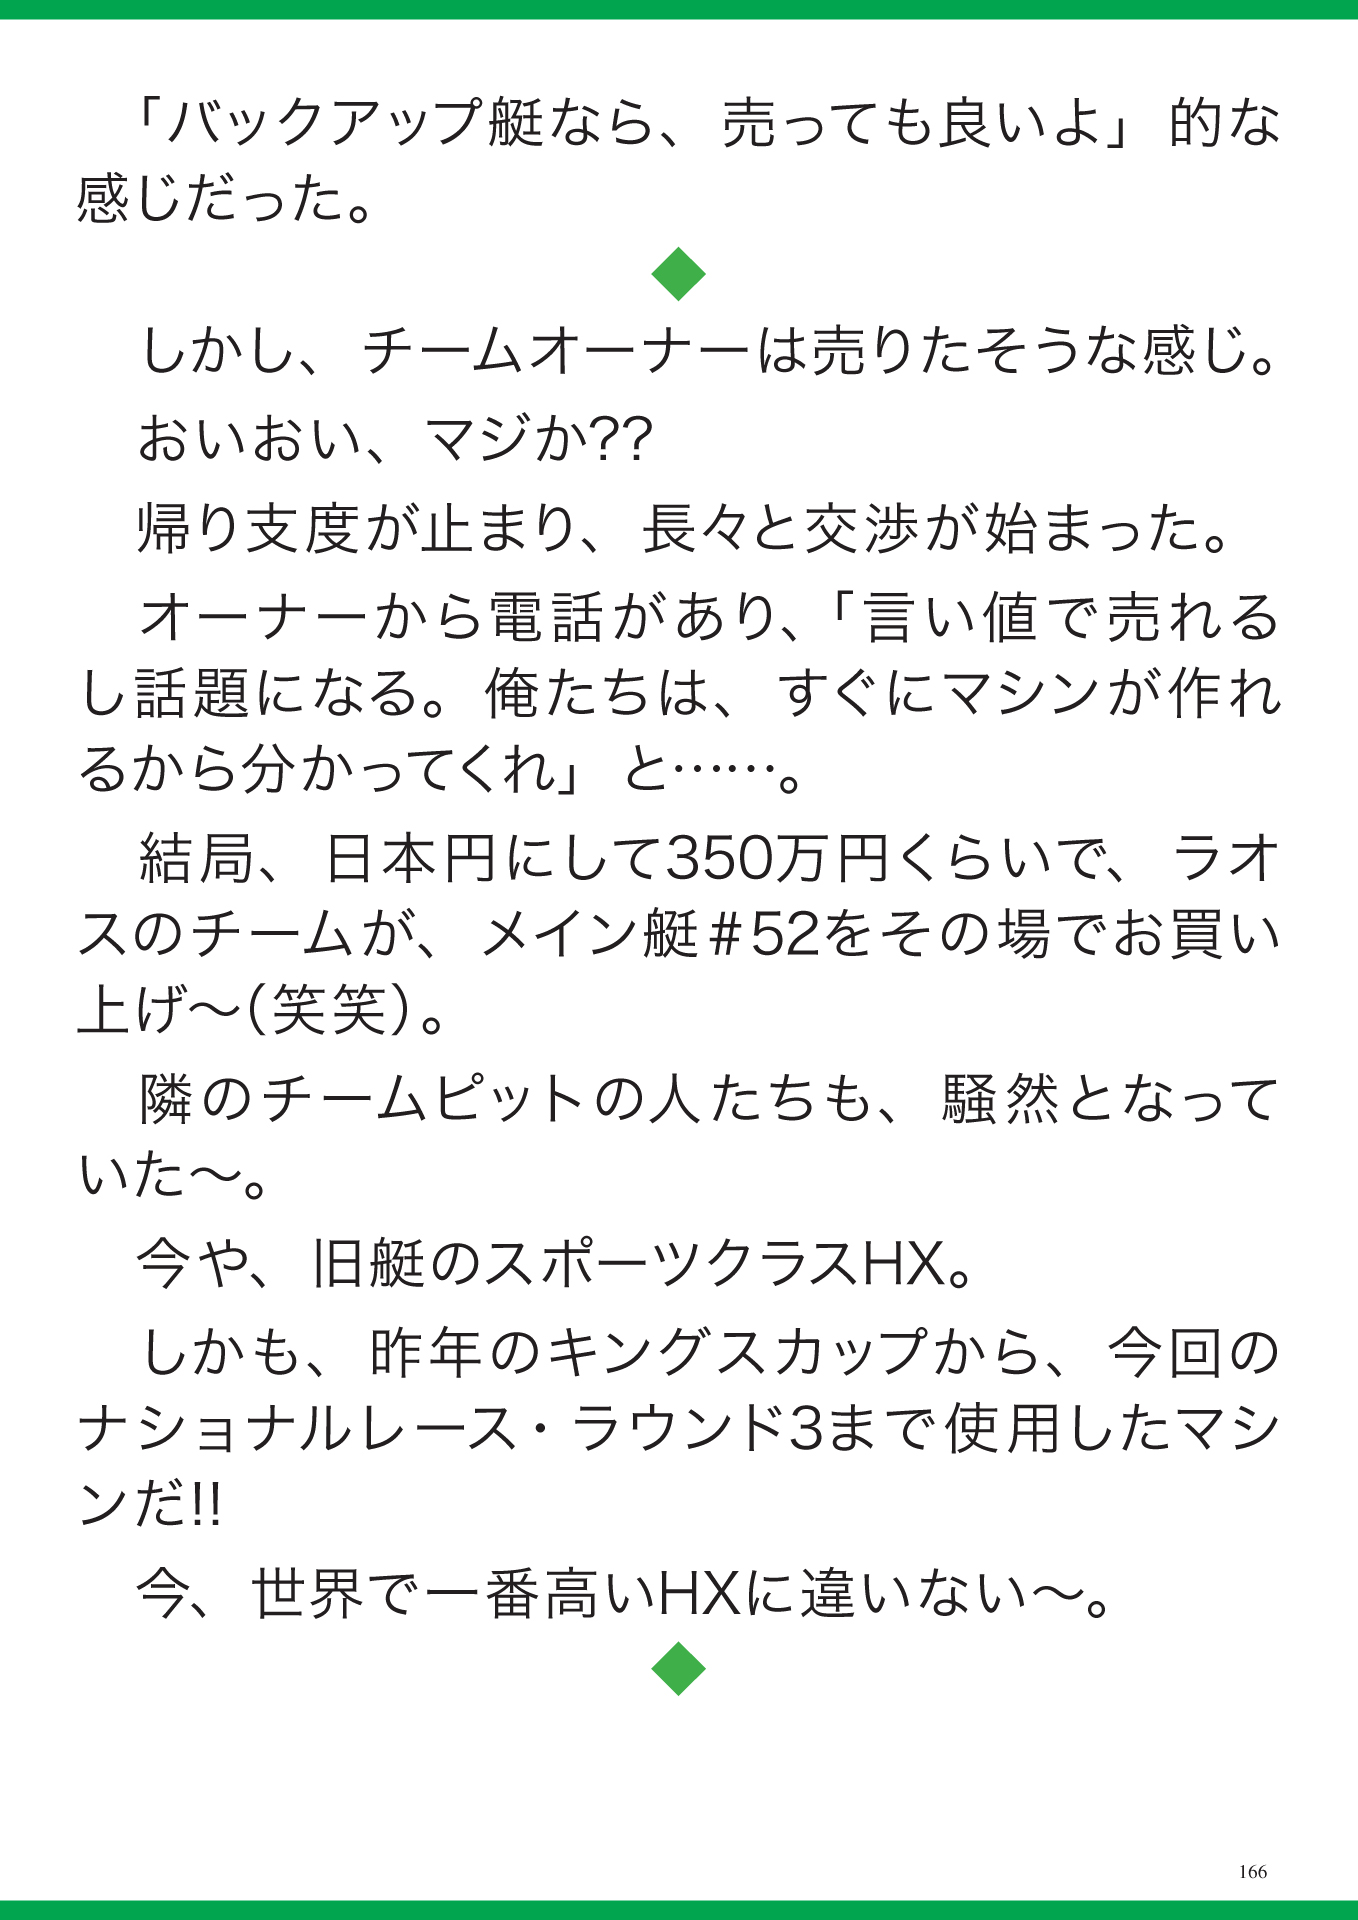 「バックアップ艇なら、売っても良いよ」的な
感じだった。
◆
しかし、チームオーナーは売りたそうな感じ。
おいおい、マジか??
帰り支度が止まり、長々と交渉が始まった。
オーナーから電話があり、「言い値で売れる
し話題になる。俺たちは、すぐにマシンが作れ
るから分かってくれ」と……。
結局、日本円にして350万円くらいで、ラオ
スのチームが、メイン艇#52をその場でお買い
上げ〜(笑笑)。
隣のチームピットの人たちも、騒然となって
いた〜。
今や、旧艇のスポーツクラスHX。
しかも、昨年のキングスカップから、今回の
ナショナルレース・ラウンド3まで使用したマシ
ンだ!!
今、世界で一番高いHXに違いない〜。
◆
166